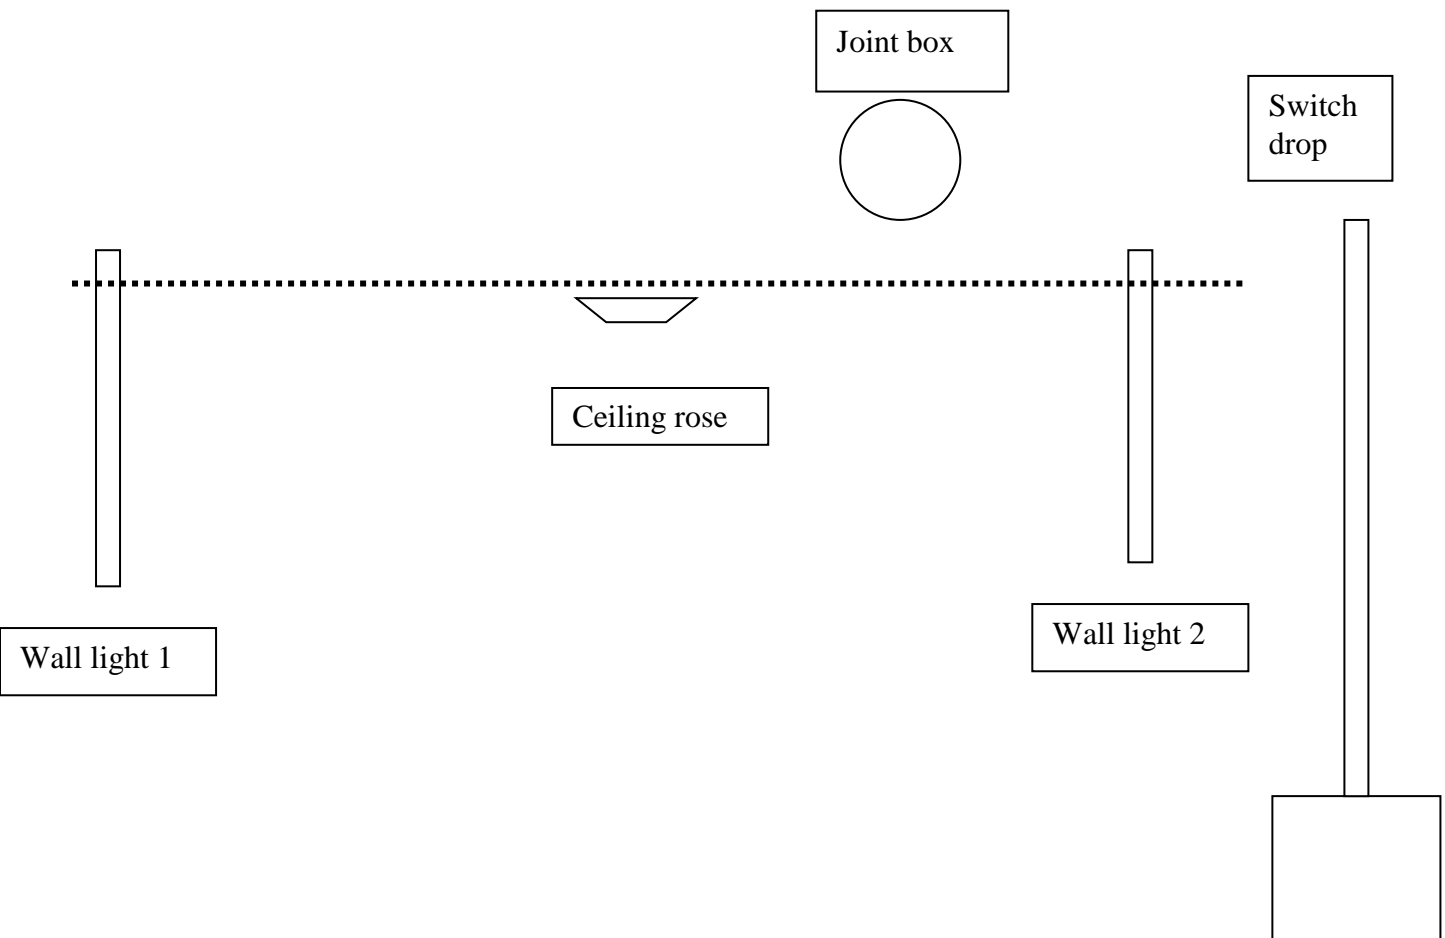 Joint box
Switch
drop
Ceiling rose
Wall light 2
Wall light 1